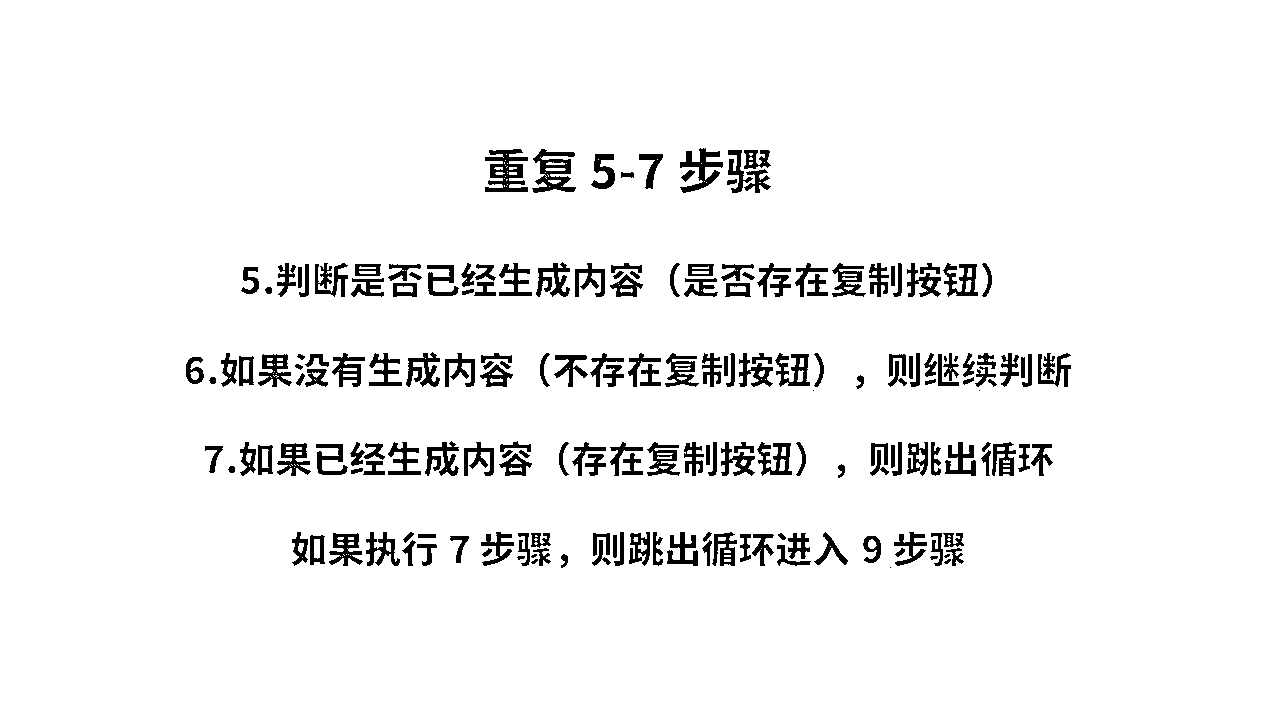 重复 5-7 步骤
5.判断是否已经生成内容（是否存在复制按钮）
6.如果没有生成内容（不存在复制按钮），则继续判断
7.如果已经生成内容（存在复制按钮），则跳出循环
如果执行 7 步骤，则跳出循环进入 9 步骤